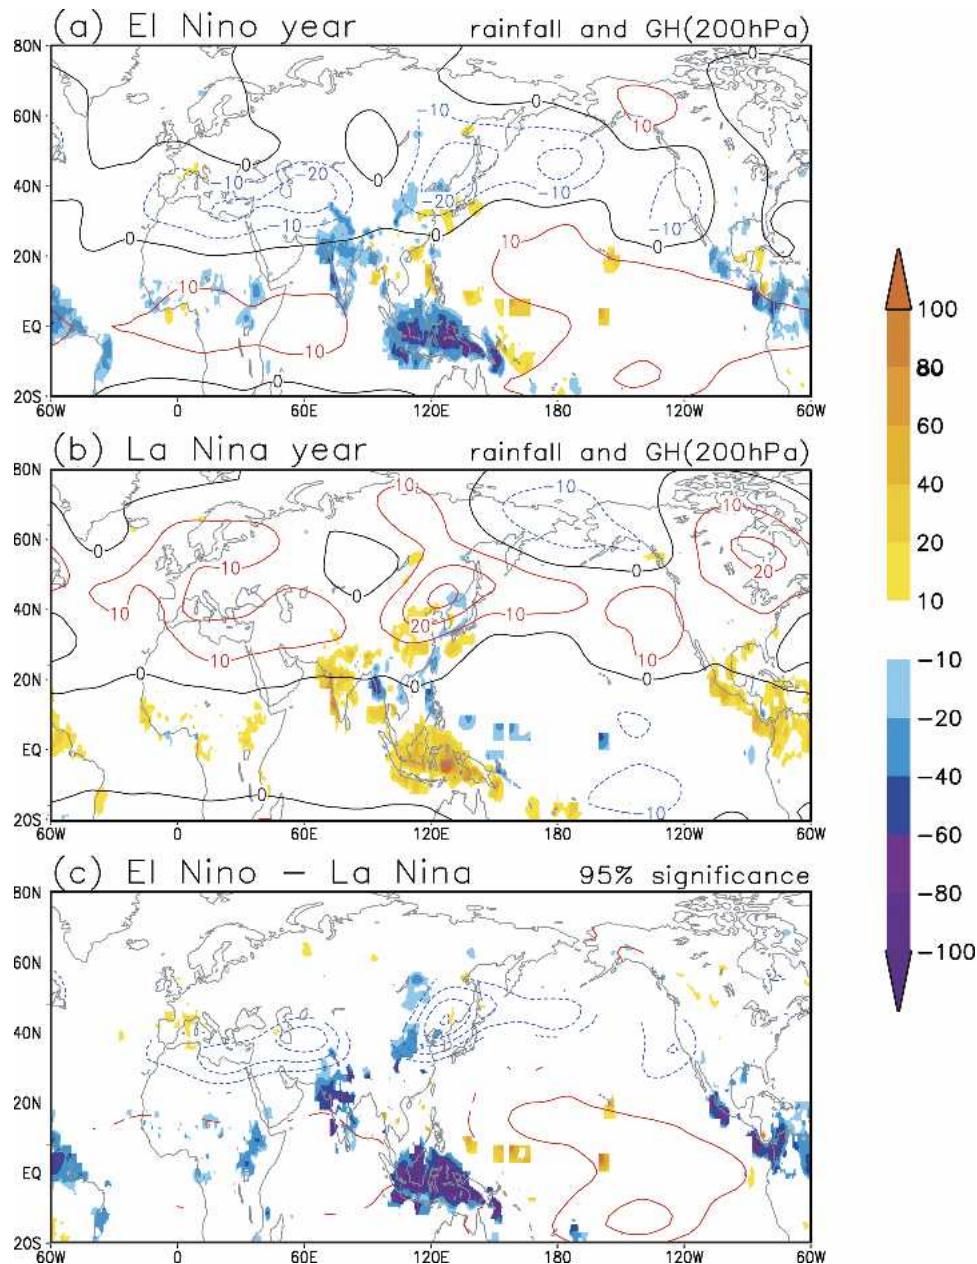 (a) El Nino year rainfall and GH(200hPa)
80N
60N
40N
20N
EQ
20S
60W 0 60E 120E 180 120W 60W
0 0 0 0 0 0 0 0
-10 -20 -10 -10 -20 -10 -10
10 10 10 10
(b) La Nina year rainfall and GH(200hPa)
80N
60N
40N
20N
EQ
20S
60W 0 60E 120E 180 120W 60W
0 0 0 0 0 0 0
10 10 10 10 20 10 10 10 20
-10 -10
(c) El Nino - La Nina 95% significance
80N
60N
40N
20N
EQ
20S
60W 0 60E 120E 180 120W 60W
100
80
60
40
20
10
-10
-20
-40
-60
-80
-100